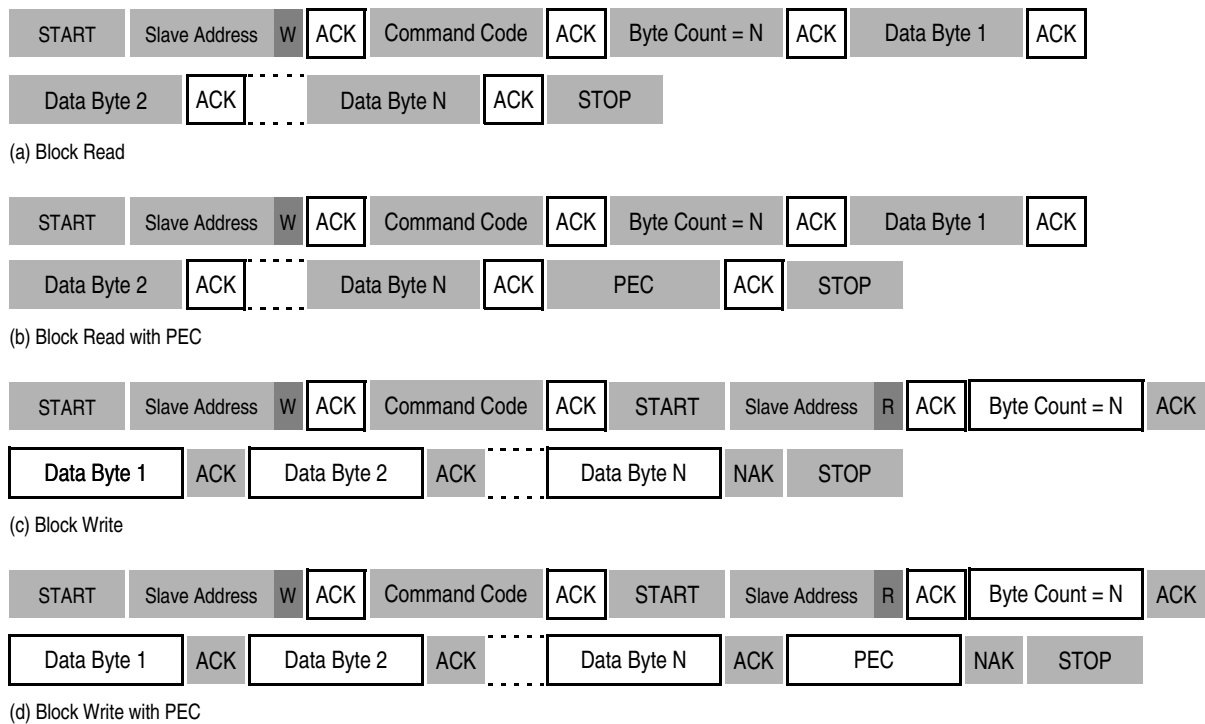 START Slave Address W ACK Command Code ACK Byte Count = N ACK Data Byte 1 ACK
Data Byte 2 ACK Data Byte N ACK STOP
(a) Block Read
START Slave Address W ACK Command Code ACK Byte Count = N ACK Data Byte 1 ACK
Data Byte 2 ACK Data Byte N ACK PEC ACK STOP
(b) Block Read with PEC
START Slave Address W ACK Command Code ACK START Slave Address R ACK Byte Count = N ACK
Data Byte 1 ACK Data Byte 2 ACK Data Byte N NAK STOP
(c) Block Write
START Slave Address W ACK Command Code ACK START Slave Address R ACK Byte Count = N ACK
Data Byte 1 ACK Data Byte 2 ACK Data Byte N ACK PEC NAK STOP
(d) Block Write with PEC